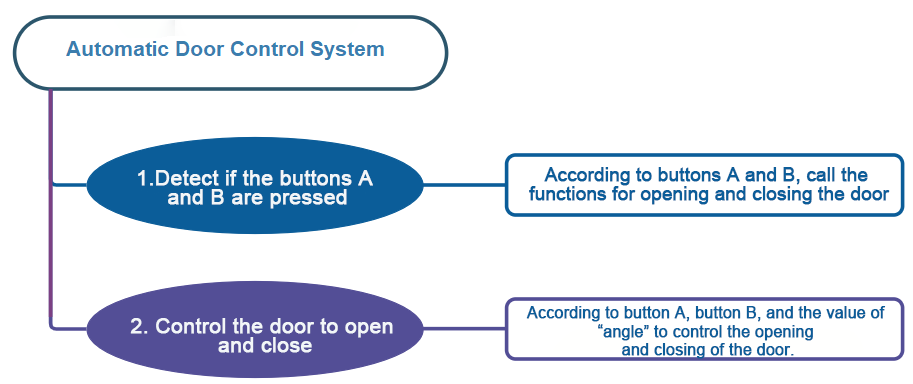 Automatic Door Control System
1.Detect if the buttons A
and B are pressed
According to buttons A and B, call the
functions for opening and closing the door
2. Control the door to open
and close
According to button A, button B, and the value of
“angle” to control the opening
and closing of the door.